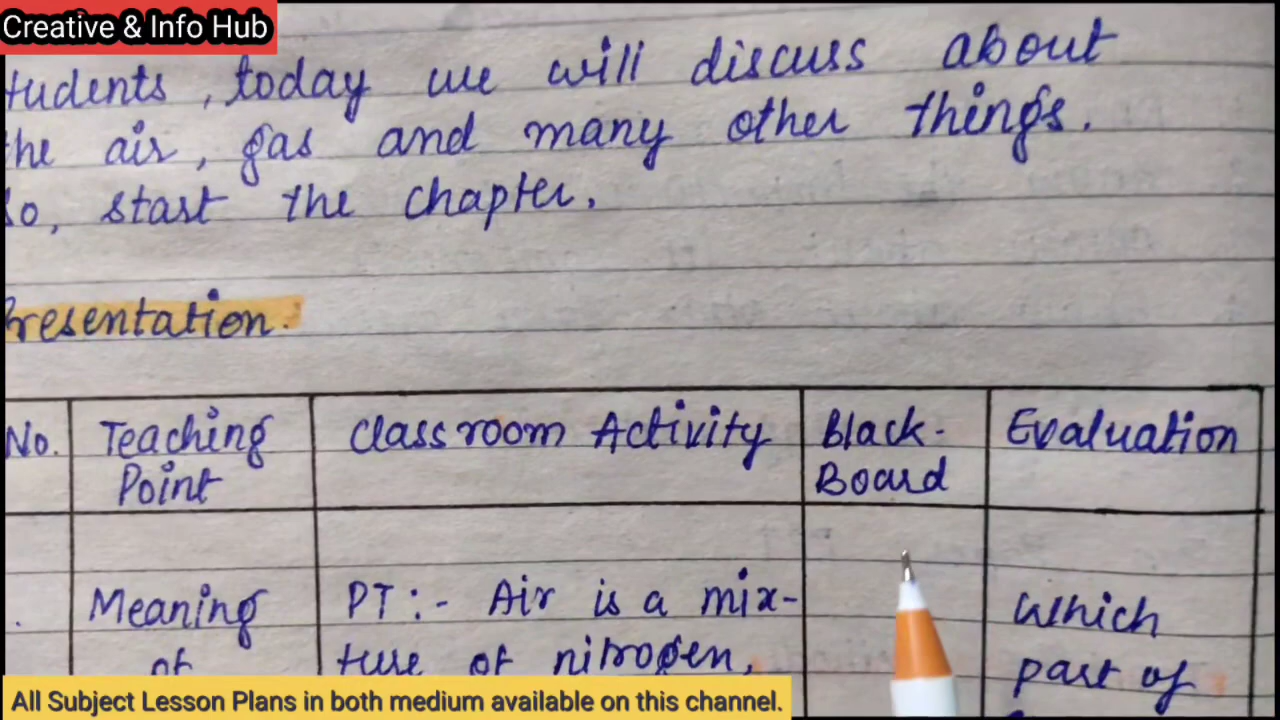 Creative & Info Hub
tudents, today we will discuss about
the air, gas and many other things.
So, start the chapter.
Presentation.
No. Teaching Point Classroom Activity Black-Board Evaluation
Meaning of PT:- Air is a mix- which
ture of nitrogen, part of
All Subject Lesson Plans in both medium available on this channel.